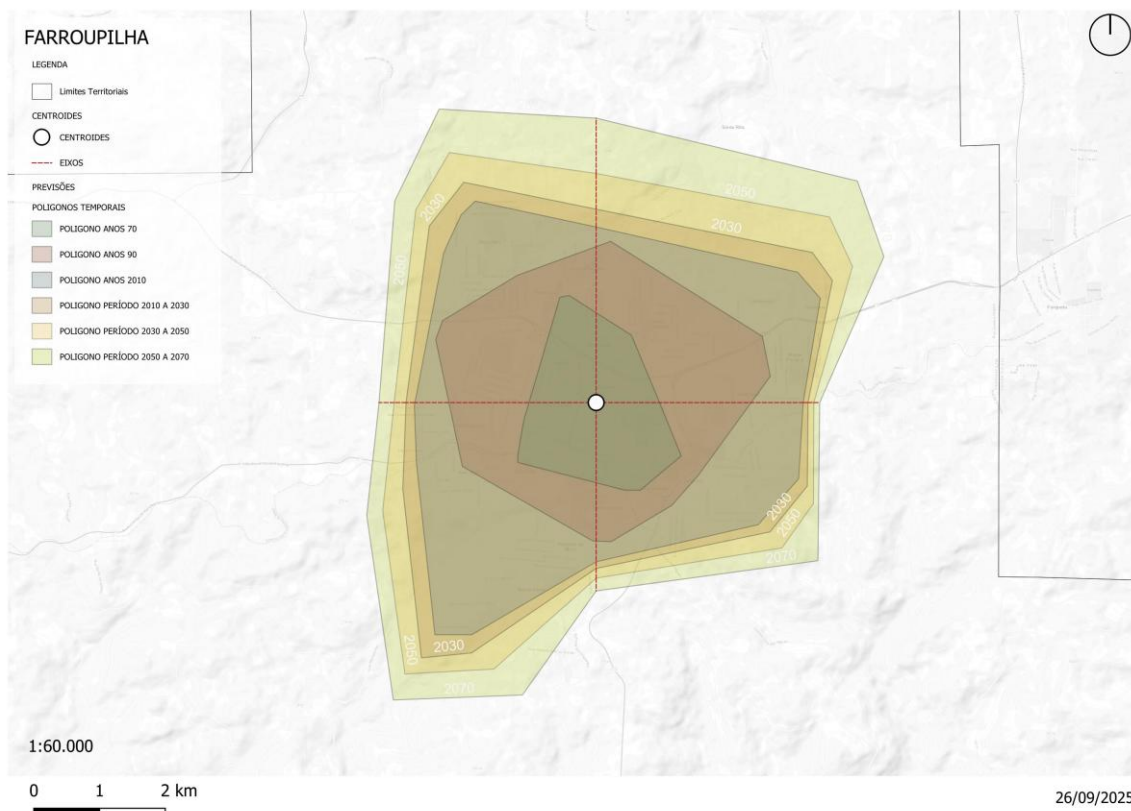 FARROUPILHA
LEGENDA
Limites Territoriais
CENTROIDES
CENTROIDES
EIXOS
PREVISÕES
POLIGONOS TEMPORAIS
POLIGONO ANOS 70
POLIGONO ANOS 90
POLIGONO ANOS 2010
POLIGONO PERÍODO 2010 A 2030
POLIGONO PERÍODO 2030 A 2050
POLIGONO PERÍODO 2050 A 2070
2050
2030
2030
2050
2030
2050
2070
2050
2030
2070
1:60.000
0 1 2 km
26/09/2025